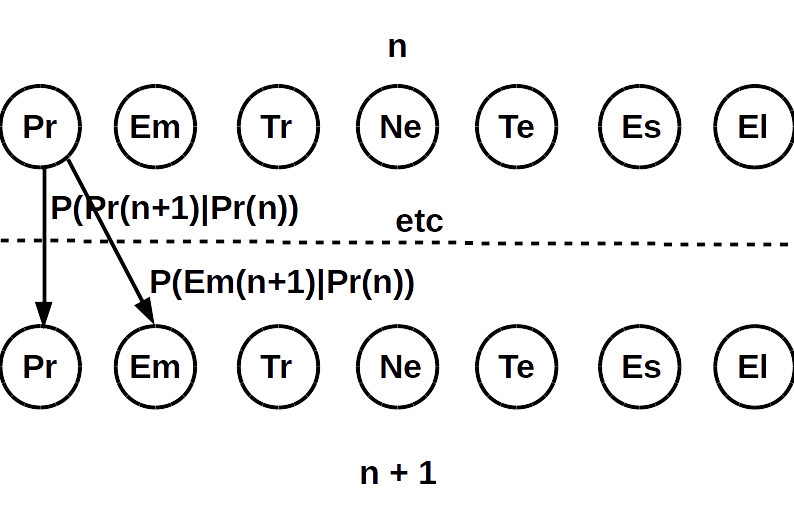 n
Pr Em Tr Ne Te Es El
P(Pr(n+1)|Pr(n))
etc
P(Em(n+1)|Pr(n))
Pr Em Tr Ne Te Es El
n + 1